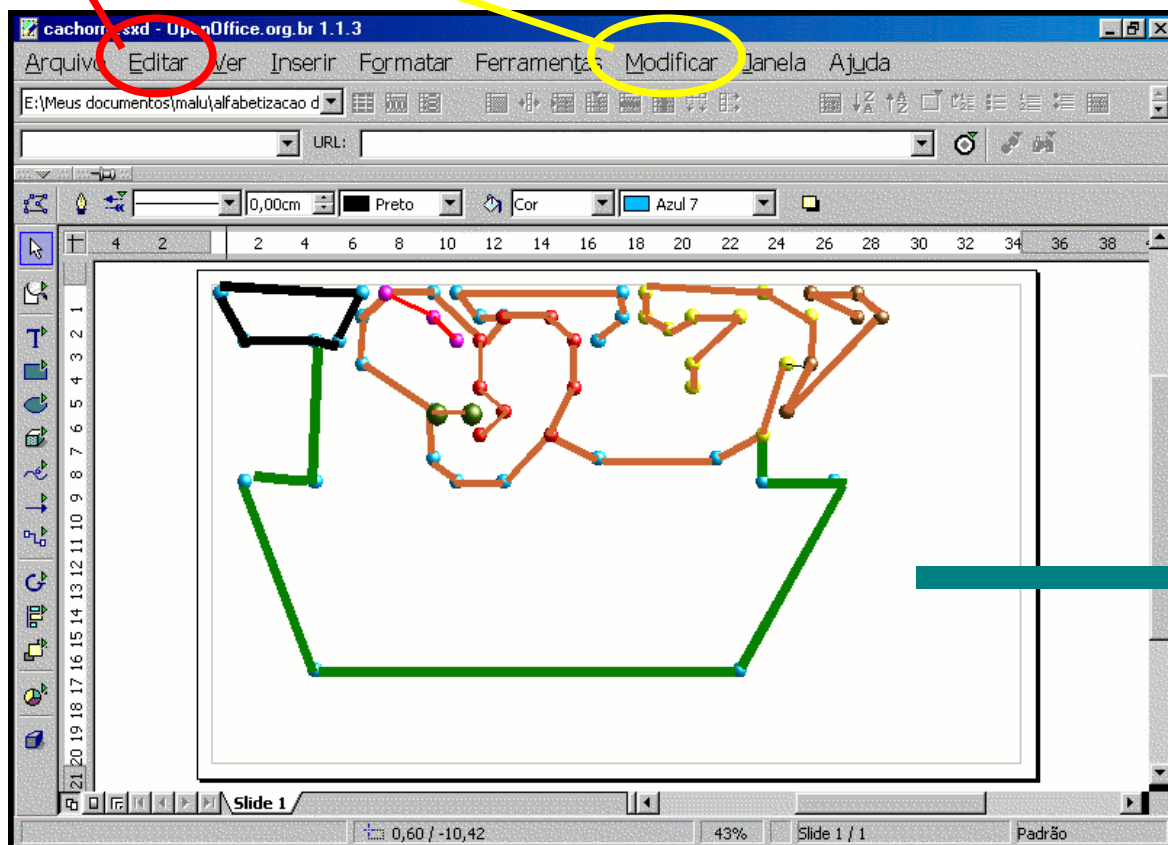 cachorro.sxd - OpenOffice.org.br 1.1.3
Arquivo Editar Ver Inserir Formatar Ferramentas Modificar Janela Ajuda
E:\Meus documentos\malu\alfabetizacao d
URL:
0,00cm Preto Cor Azul 7
4 2 2 4 6 8 10 12 14 16 18 20 22 24 26 28 30 32 34 36 38
1 2 3 4 5 6 7 8 9 10 11 12 13 14 15 16 17 18 19 20 21
Slide 1
0,60 / -10,42 43% Slide 1 / 1 Padrão